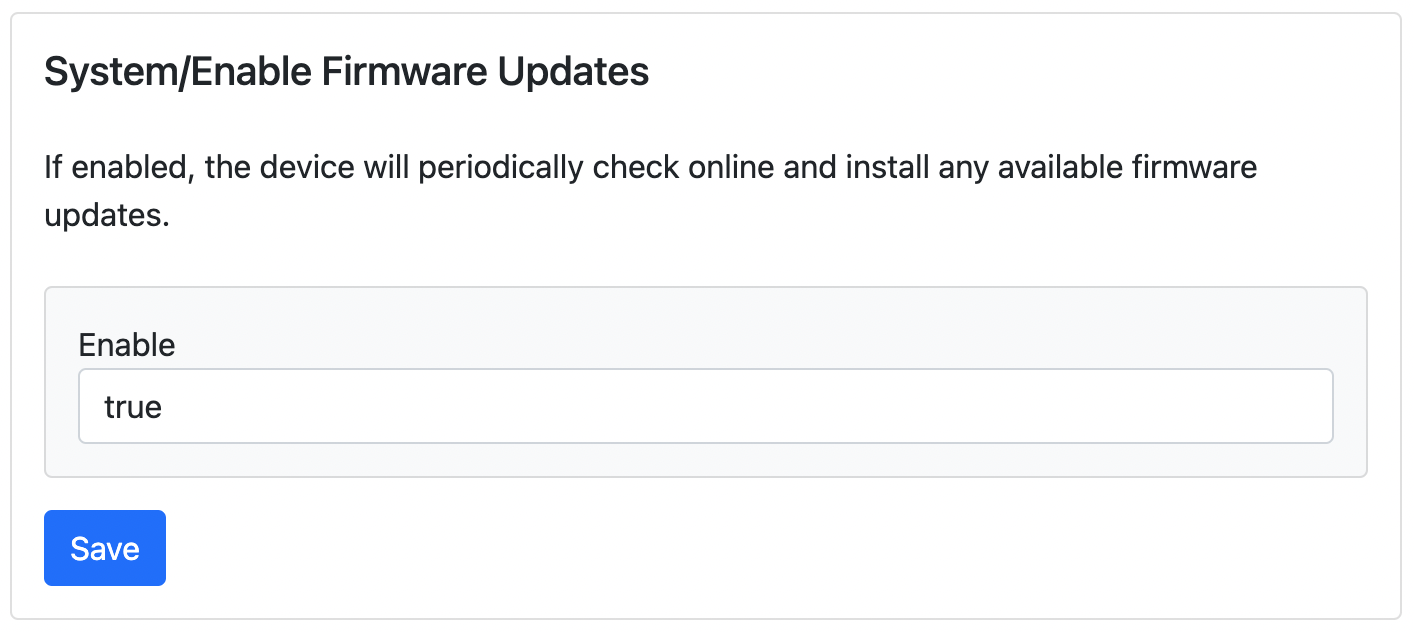 System/Enable Firmware Updates
If enabled, the device will periodically check online and install any available firmware
updates.
Enable
true
Save